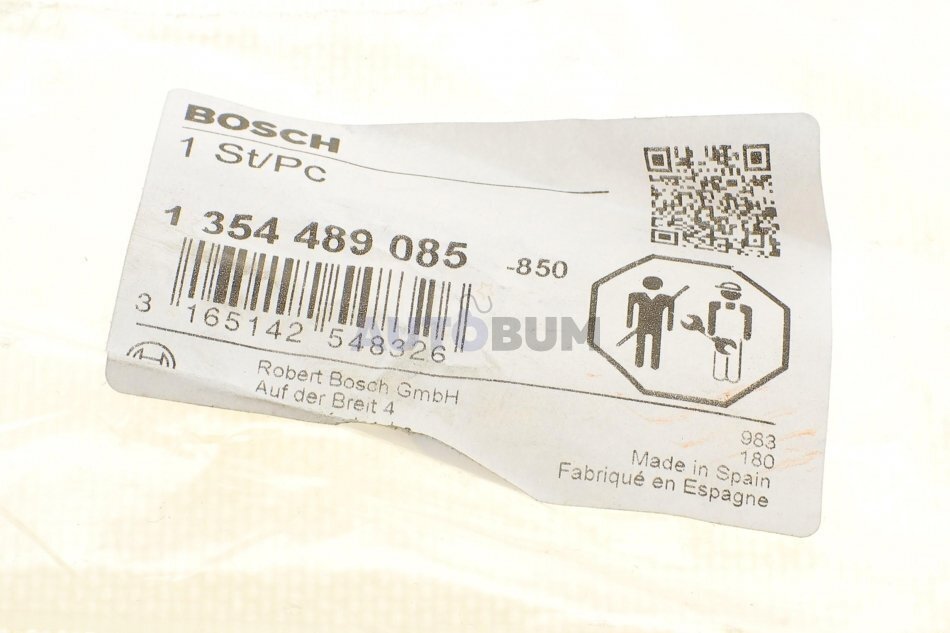 BOSCH
1 St/Pc
1 354 489 085 -850
3 165142 548326
AUTOBUM
Robert Bosch GmbH
Auf der Breit 4
983
180
Made in Spain
Fabriqué en Espagne